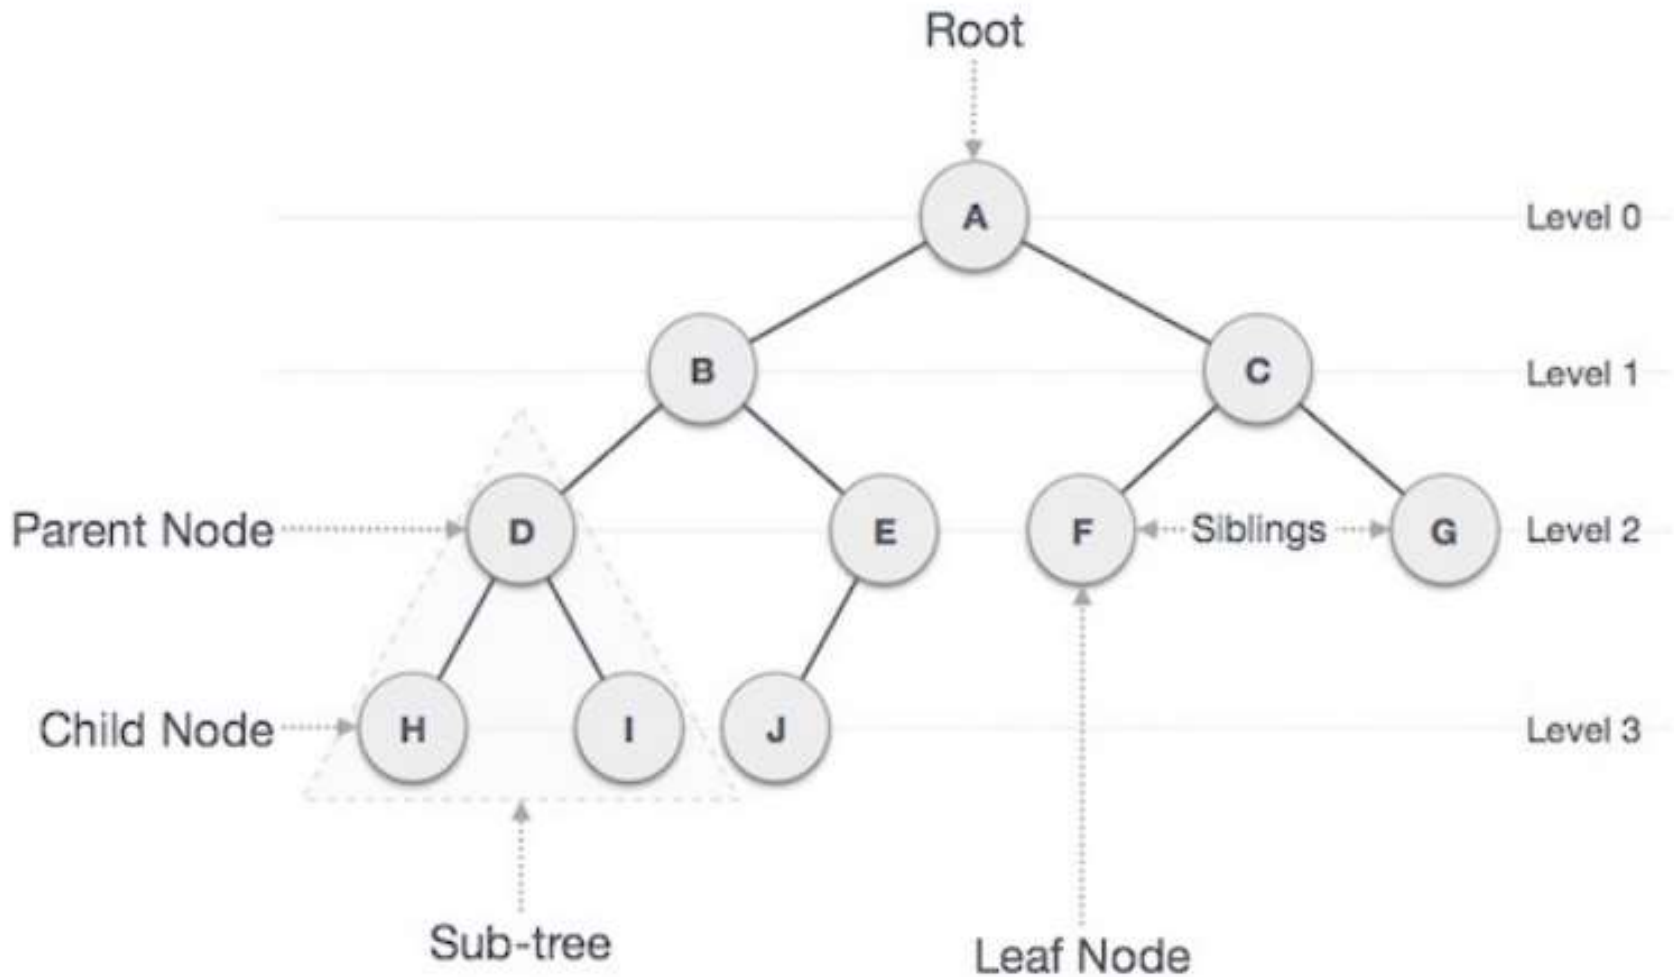 Root
A
Level 0
B
C
Level 1
Parent Node
D
E
F
Siblings
G
Level 2
Child Node
H
I
J
Level 3
Sub-tree
Leaf Node